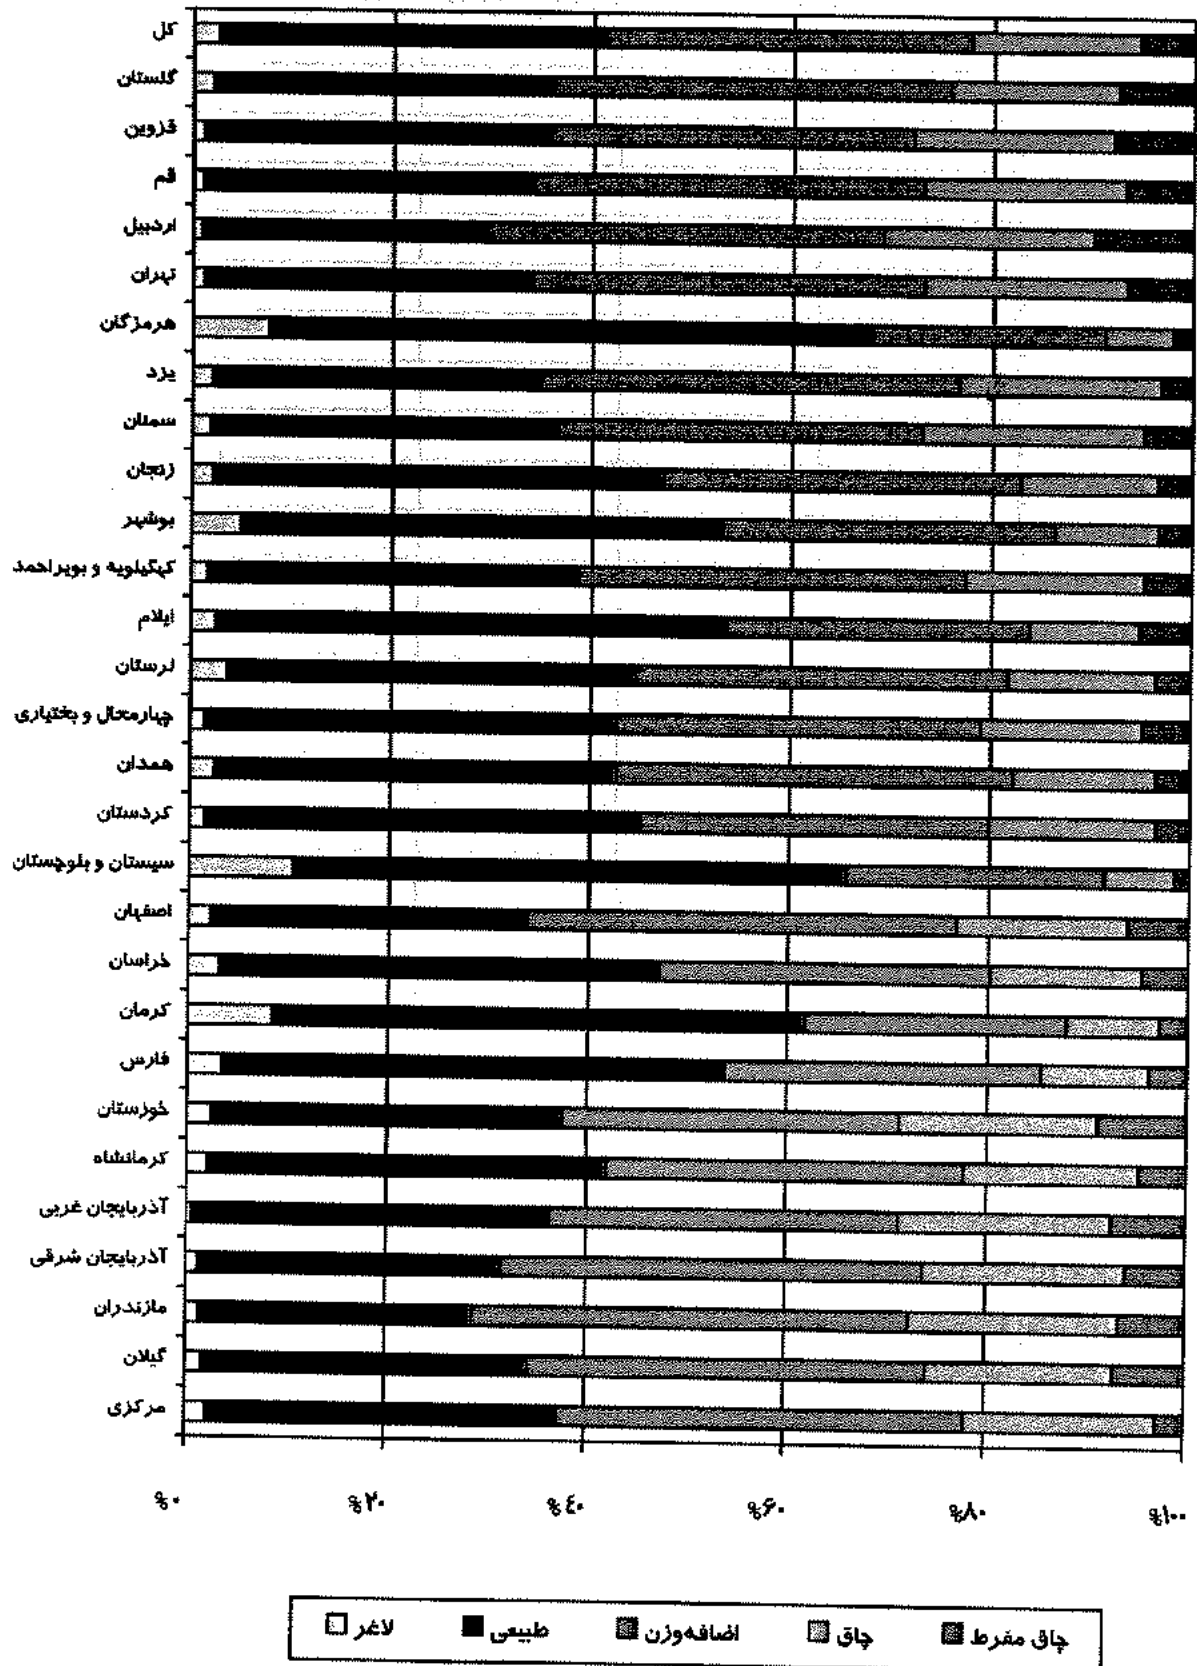 کل
گلستان
قزوین
قم
اردبیل
تهران
هرمزگان
یزد
سمنان
زنجان
بوشهر
کهگیلویه و بویراحمد
ایلام
لرستان
چهارمحال و بختیاری
همدان
کردستان
سیستان و بلوچستان
اصفهان
خراسان
کرمان
فارس
خوزستان
کرمانشاه
آذربایجان غربی
آذربایجان شرقی
مازندران
گیلان
مرکزی
%۰ %۲۰ %۴۰ %۶۰ %۸۰ %۱۰۰
لاغر طبیعی اضافه‌وزن چاق چاق مفرط